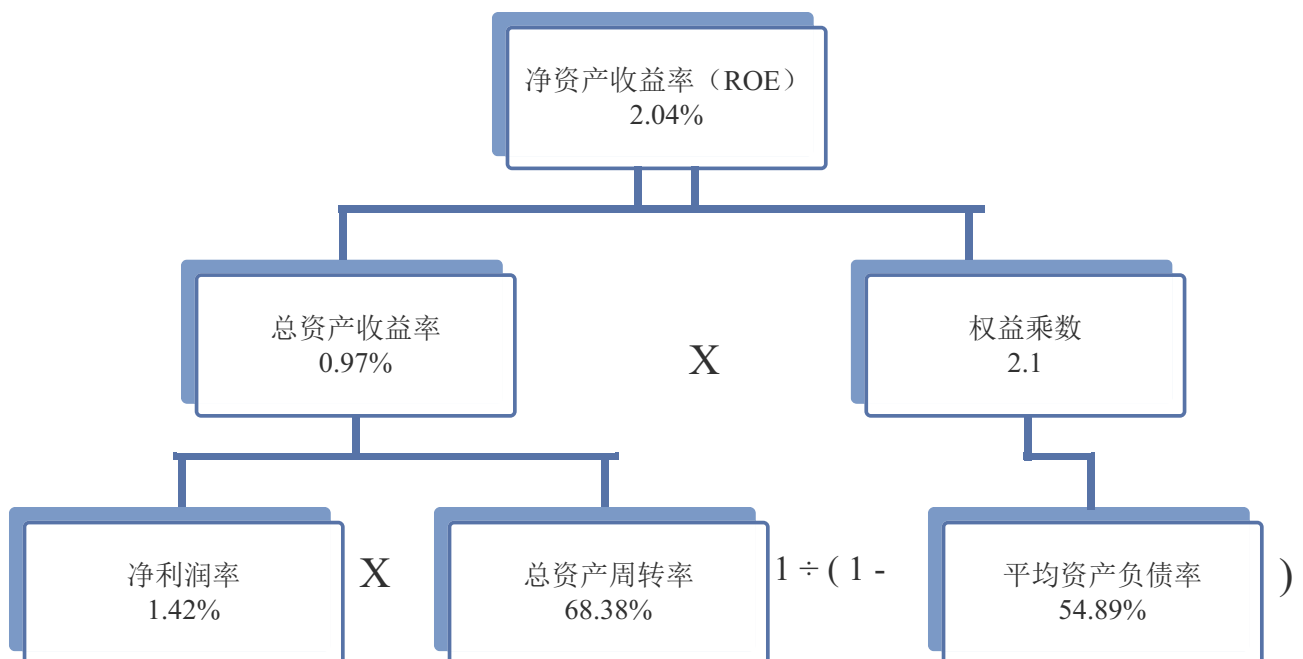 净资产收益率（ROE）
2.04%
总资产收益率
0.97%
X
权益乘数
2.1
净利润率
1.42%
X
总资产周转率
68.38%
1 ÷ ( 1 -
平均资产负债率
54.89%
)